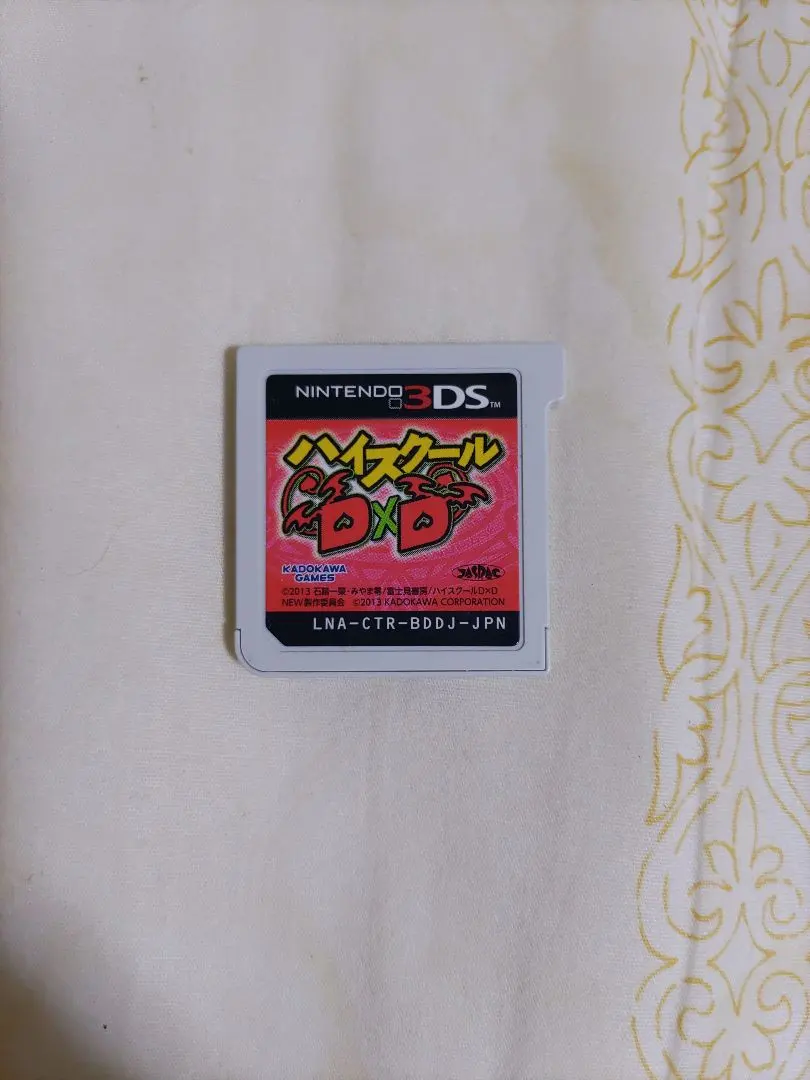 NINTENDO 3DS™
ハイスクール
D×D
KADOKAWA
GAMES
JASRAC
©2013 石踏一榮・みやま零/富士見書房/ハイスクールD×D
NEW製作委員会 ©2013 KADOKAWA CORPORATION
LNA-CTR-BDDJ-JPN